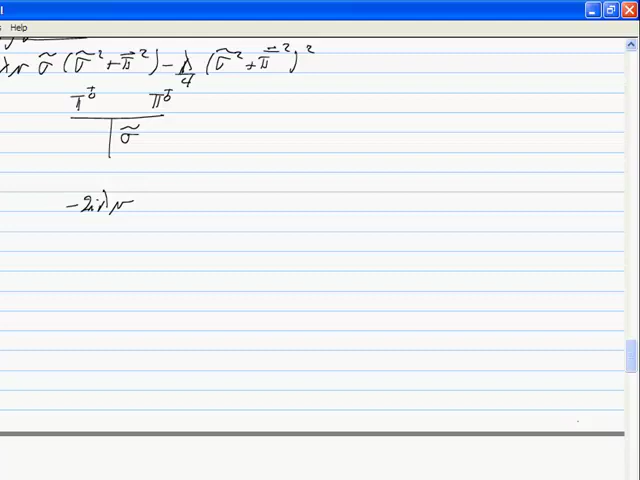 Help
λv σ̃ (σ̃² + π⃗²) − λ/4 (σ̃² + π⃗²)²
σ̃
−2iλv